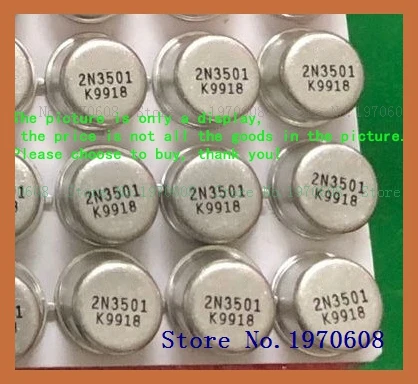 2N3501
K9918
2N3501
K9918
2N3501
K9918
The picture is only a display,
the price is not all the goods in the picture.
Please choose to buy, thank you!
2N3501
K9918
2N3501
K9918
2N3501
K9918
2N3501
K9918
2N3501
K9918
2N3501
K9918
Store No.1970608